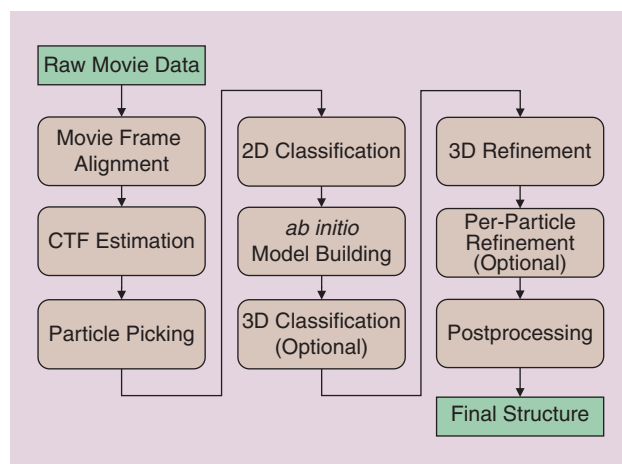 Raw Movie Data
Movie Frame
Alignment
CTF Estimation
Particle Picking
2D Classification
ab initio
Model Building
3D Classification
(Optional)
3D Refinement
Per-Particle
Refinement
(Optional)
Postprocessing
Final Structure